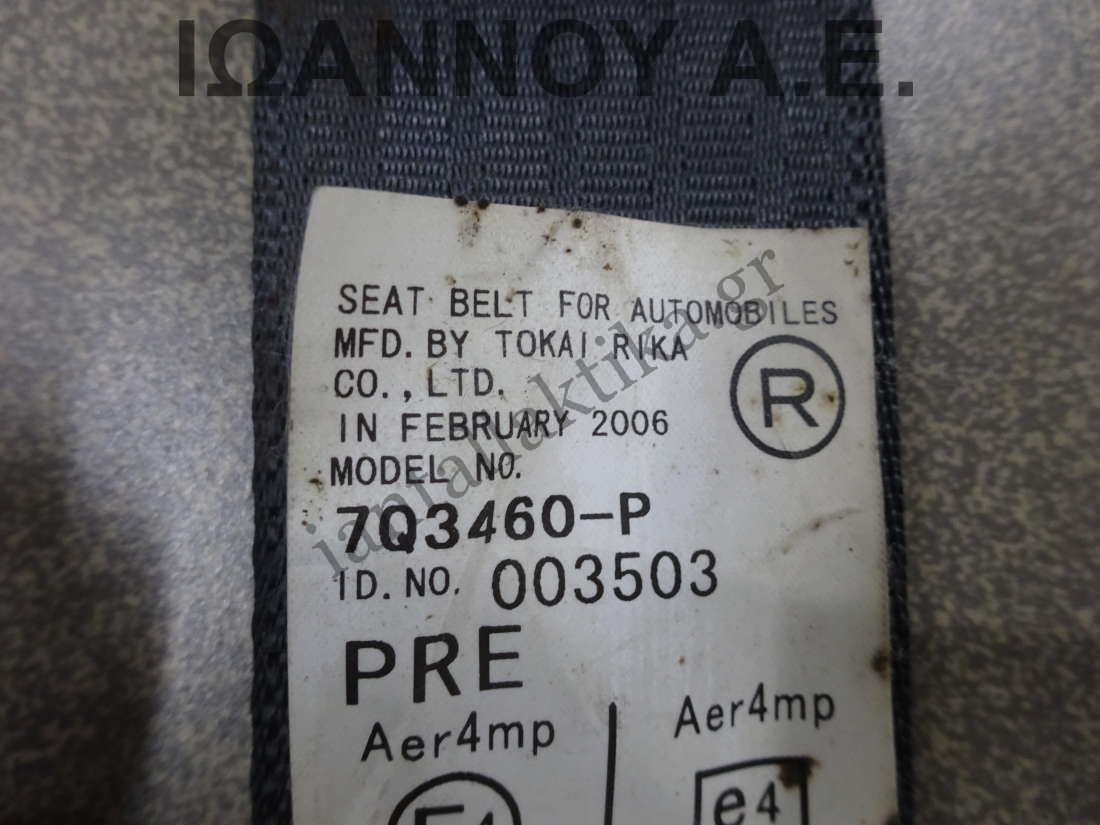 ΙΩΑΝΝΟΥ Α.Ε.
SEAT BELT FOR AUTOMOBILES
MFD. BY TOKAI RIKA
CO., LTD.
IN FEBRUARY 2006
R
MODEL NO.
7Q3460-P
ID. NO. 003503
PRE
Aer4mp
Aer4mp
E4
e4